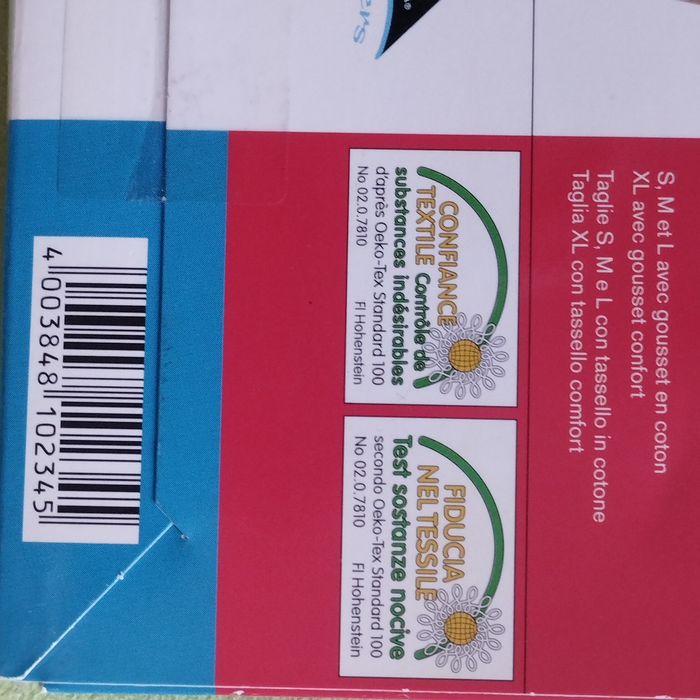 S, M et L avec gousset en coton
XL avec gousset confort
Taglie S, M e L con tassello in cotone
Taglia XL con tassello comfort
CONFIANCE
TEXTILE Contrôle de
substances indésirables
d'après Oeko-Tex Standard 100
No 02.0.7810 FI Hohenstein
FIDUCIA
NEL TESSILE
Test sostanze nocive
secondo Oeko-Tex Standard 100
No 02.0.7810 FI Hohenstein
4 003848 102345